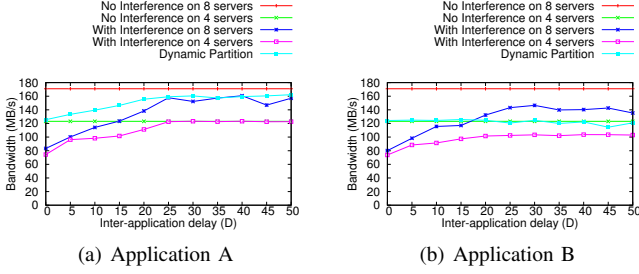 No Interference on 8 servers
No Interference on 4 servers
With Interference on 8 servers
With Interference on 4 servers
Dynamic Partition
180
160
140
120
100
80
60
40
20
0
Bandwidth (MB/s)
0 5 10 15 20 25 30 35 40 45 50
Inter-application delay (D)
(a) Application A
No Interference on 8 servers
No Interference on 4 servers
With Interference on 8 servers
With Interference on 4 servers
Dynamic Partition
180
160
140
120
100
80
60
40
20
0
Bandwidth (MB/s)
0 5 10 15 20 25 30 35 40 45 50
Inter-application delay (D)
(b) Application B